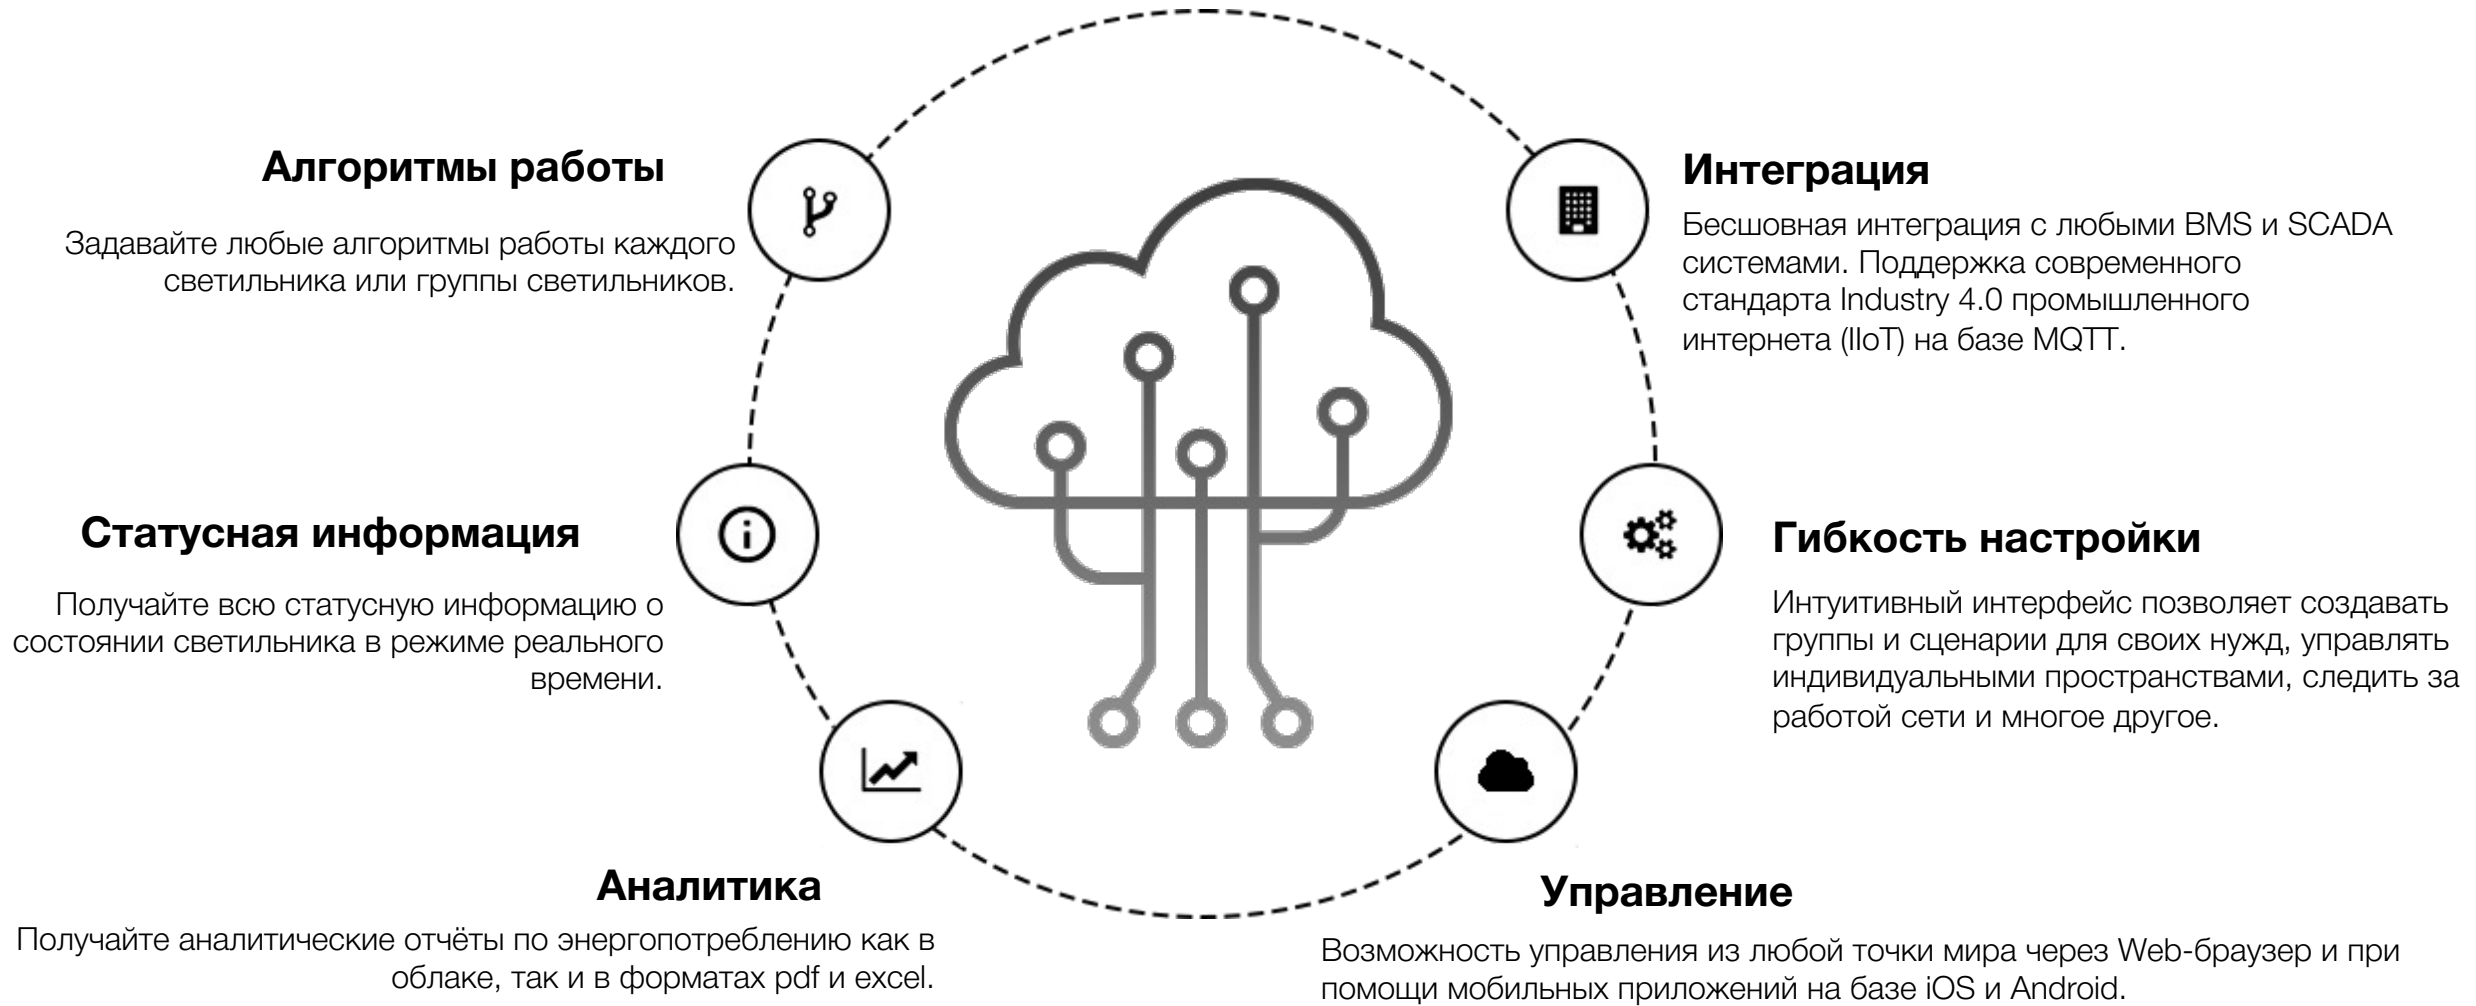 Алгоритмы работы
Задавайте любые алгоритмы работы каждого
светильника или группы светильников.
Статусная информация
Получайте всю статусную информацию о
состоянии светильника в режиме реального
времени.
Аналитика
Получайте аналитические отчёты по энергопотреблению как в
облаке, так и в форматах pdf и excel.
Интеграция
Бесшовная интеграция с любыми BMS и SCADA
системами. Поддержка современного
стандарта Industry 4.0 промышленного
интернета (IIoT) на базе MQTT.
Гибкость настройки
Интуитивный интерфейс позволяет создавать
группы и сценарии для своих нужд, управлять
индивидуальными пространствами, следить за
работой сети и многое другое.
Управление
Возможность управления из любой точки мира через Web-браузер и при
помощи мобильных приложений на базе iOS и Android.